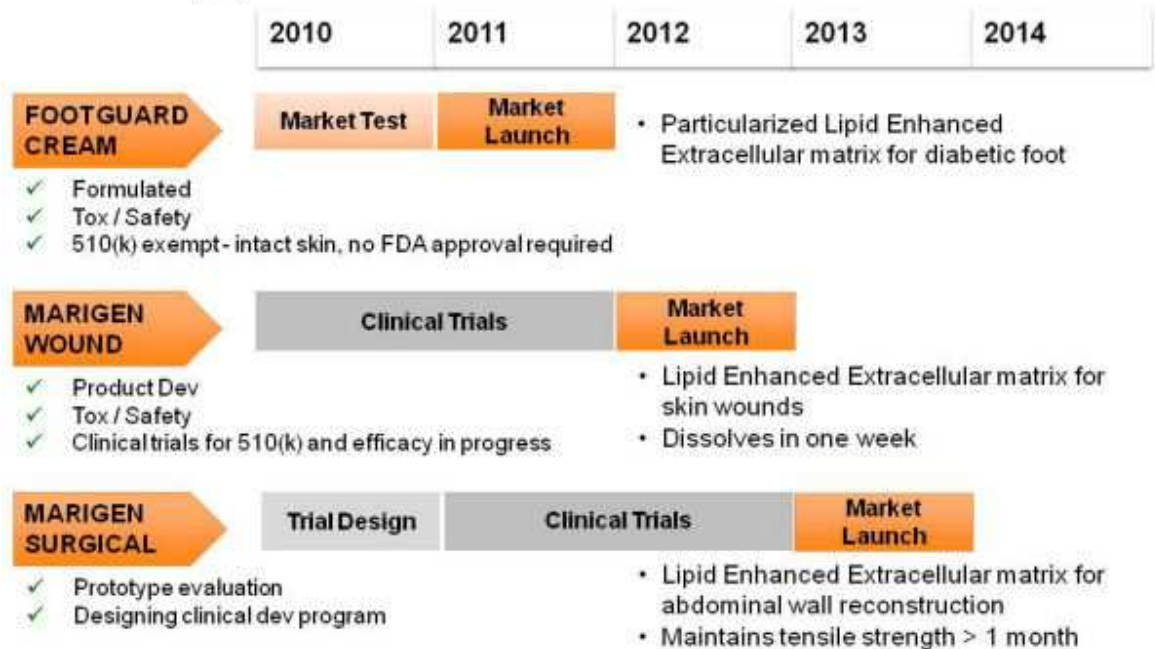 2010 2011 2012 2013 2014
FOOTGUARD
CREAM
Market Test
Market
Launch
• Particularized Lipid Enhanced
Extracellular matrix for diabetic foot
✓ Formulated
✓ Tox / Safety
✓ 510(k) exempt - intact skin, no FDA approval required
MARIGEN
WOUND
Clinical Trials
Market
Launch
✓ Product Dev
✓ Tox / Safety
✓ Clinical trials for 510(k) and efficacy in progress
• Lipid Enhanced Extracellular matrix for
skin wounds
• Dissolves in one week
MARIGEN
SURGICAL
Trial Design
Clinical Trials
Market
Launch
✓ Prototype evaluation
✓ Designing clinical dev program
• Lipid Enhanced Extracellular matrix for
abdominal wall reconstruction
• Maintains tensile strength > 1 month